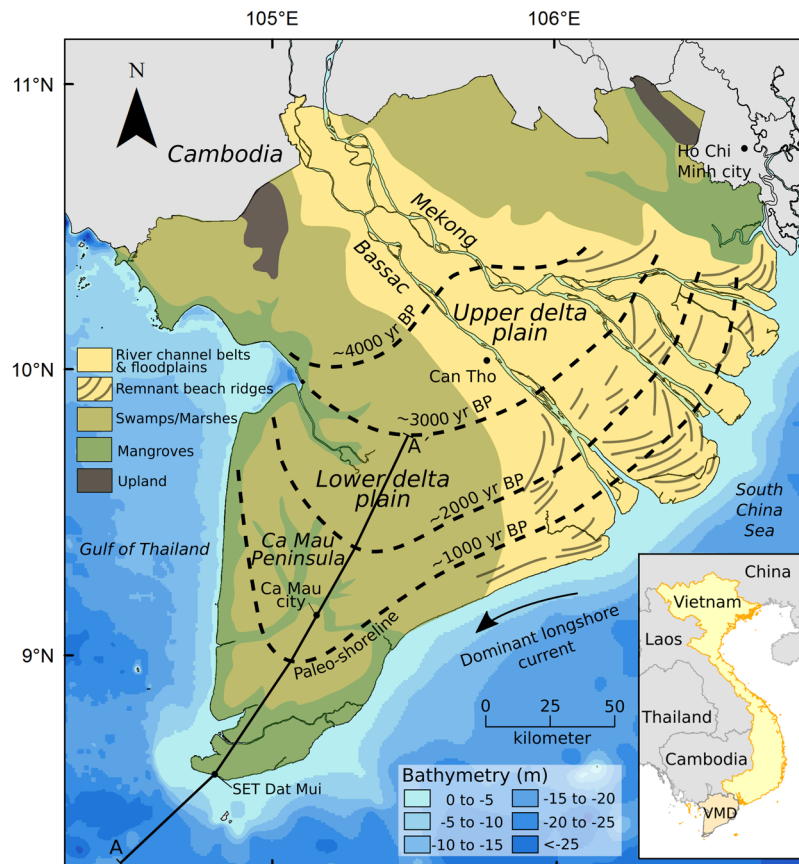 105°E
106°E
11°N
10°N
9°N
N
Cambodia
Ho Chi
Minh city
Mekong
Bassac
~4000 yr BP
Upper delta
plain
Can Tho
~3000 yr BP
A'
River channel belts
& floodplains
Remnant beach ridges
Swamps/Marshes
Mangroves
Upland
Lower delta
plain
~2000 yr BP
~1000 yr BP
South
China
Sea
Gulf of Thailand
Ca Mau
Peninsula
Ca Mau
city
Paleo-shoreline
Dominant longshore
current
0 25 50
kilometer
SET Dat Mui
A
Bathymetry (m)
0 to -5
-5 to -10
-10 to -15
-15 to -20
-20 to -25
<-25
China
Vietnam
Laos
Thailand
Cambodia
VMD